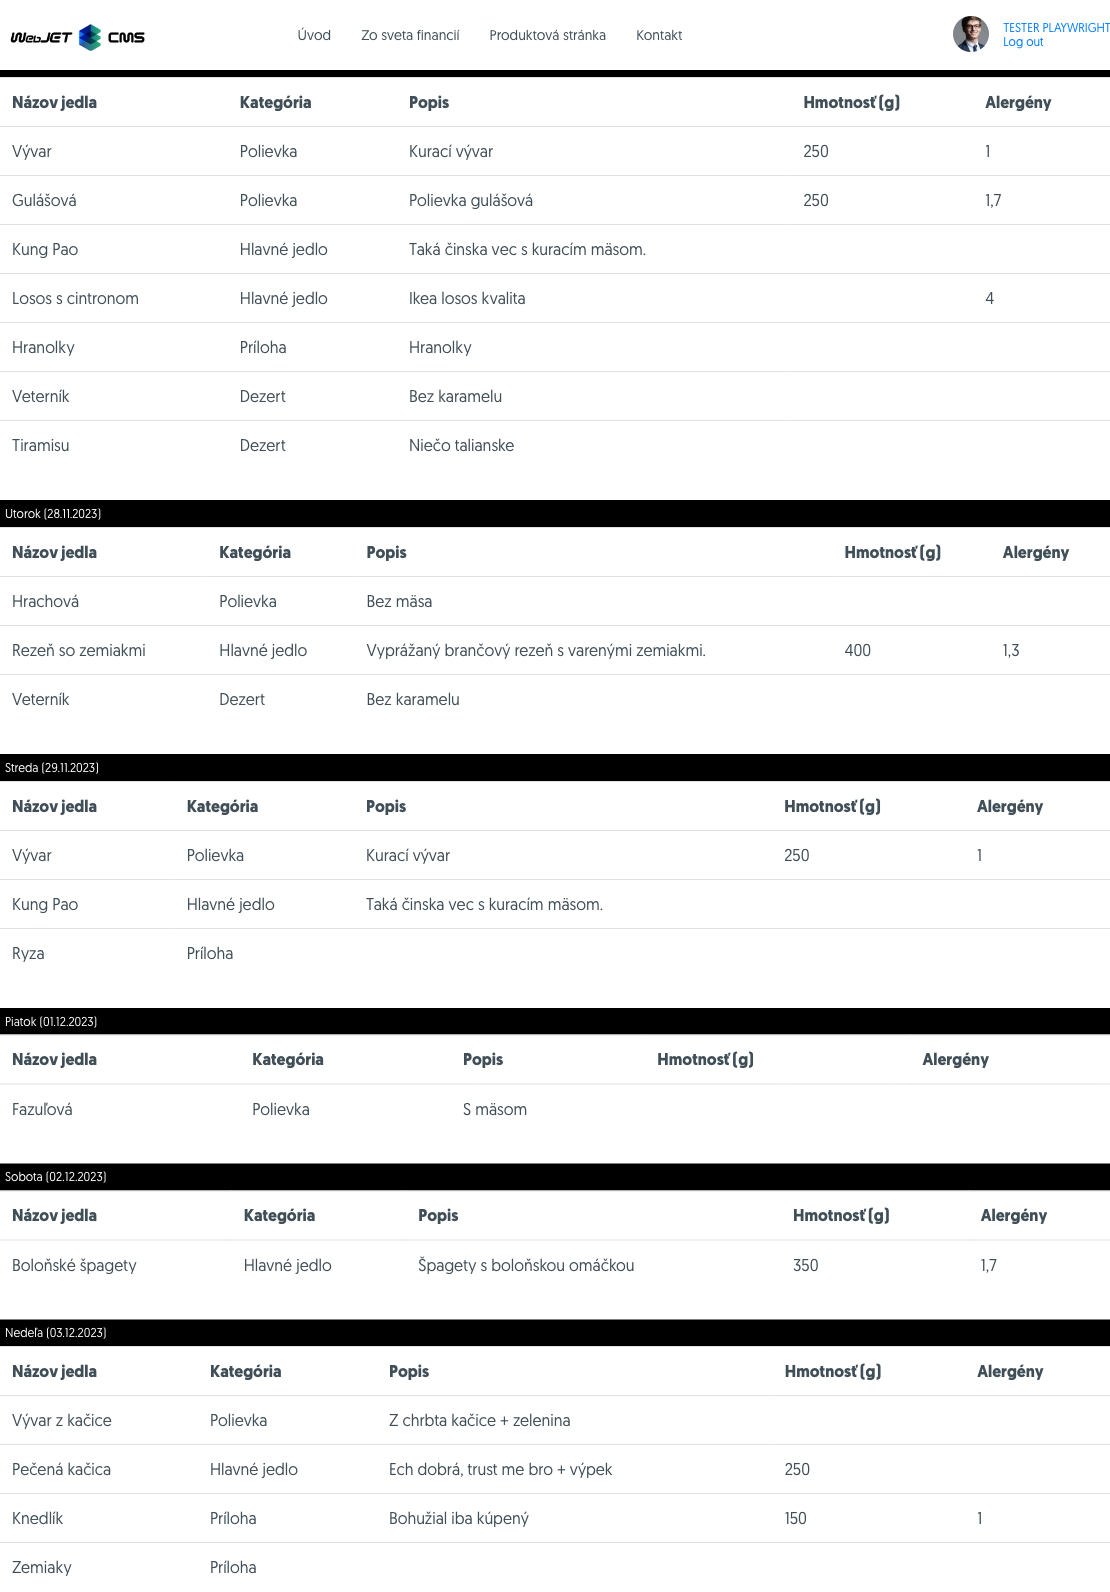 WebJET CMS Úvod Zo sveta financií Produktová stránka Kontakt TESTER PLAYWRIGHT
Log out
Názov jedla Kategória Popis Hmotnosť (g) Alergény
Vývar Polievka Kurací vývar 250 1
Gulášová Polievka Polievka gulášová 250 1,7
Kung Pao Hlavné jedlo Taká činska vec s kuracím mäsom.
Losos s cintronom Hlavné jedlo Ikea losos kvalita 4
Hranolky Príloha Hranolky
Veterník Dezert Bez karamelu
Tiramisu Dezert Niečo talianske
Utorok (28.11.2023)
Názov jedla Kategória Popis Hmotnosť (g) Alergény
Hrachová Polievka Bez mäsa
Rezeň so zemiakmi Hlavné jedlo Vyprážaný brančový rezeň s varenými zemiakmi. 400 1,3
Veterník Dezert Bez karamelu
Streda (29.11.2023)
Názov jedla Kategória Popis Hmotnosť (g) Alergény
Vývar Polievka Kurací vývar 250 1
Kung Pao Hlavné jedlo Taká činska vec s kuracím mäsom.
Ryza Príloha
Piatok (01.12.2023)
Názov jedla Kategória Popis Hmotnosť (g) Alergény
Fazuľová Polievka S mäsom
Sobota (02.12.2023)
Názov jedla Kategória Popis Hmotnosť (g) Alergény
Boloňské špagety Hlavné jedlo Špagety s boloňskou omáčkou 350 1,7
Nedeľa (03.12.2023)
Názov jedla Kategória Popis Hmotnosť (g) Alergény
Vývar z kačice Polievka Z chrbta kačice + zelenina
Pečená kačica Hlavné jedlo Ech dobrá, trust me bro + výpek 250
Knedlík Príloha Bohužial iba kúpený 150 1
Zemiaky Príloha